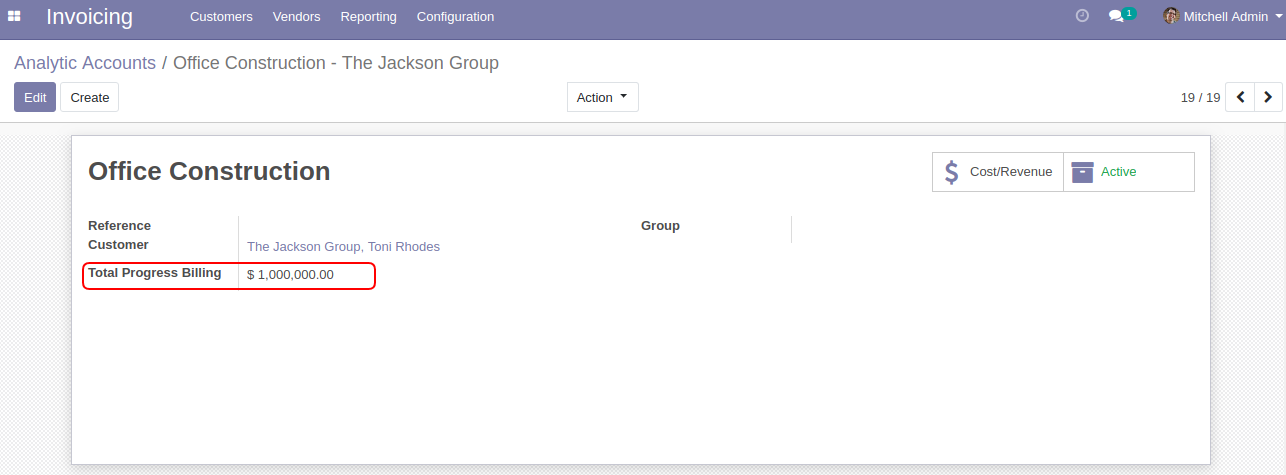 Invoicing Customers Vendors Reporting Configuration 1 Mitchell Admin
Analytic Accounts / Office Construction - The Jackson Group
Edit Create Action 19 / 19
Office Construction
$ Cost/Revenue Active
Reference Group
Customer The Jackson Group, Toni Rhodes
Total Progress Billing $ 1,000,000.00